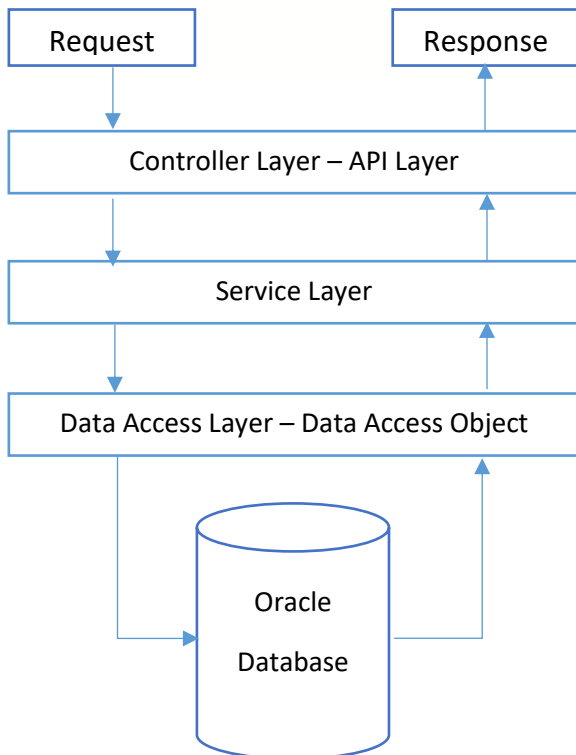 Request
Response
Controller Layer – API Layer
Service Layer
Data Access Layer – Data Access Object
Oracle
Database